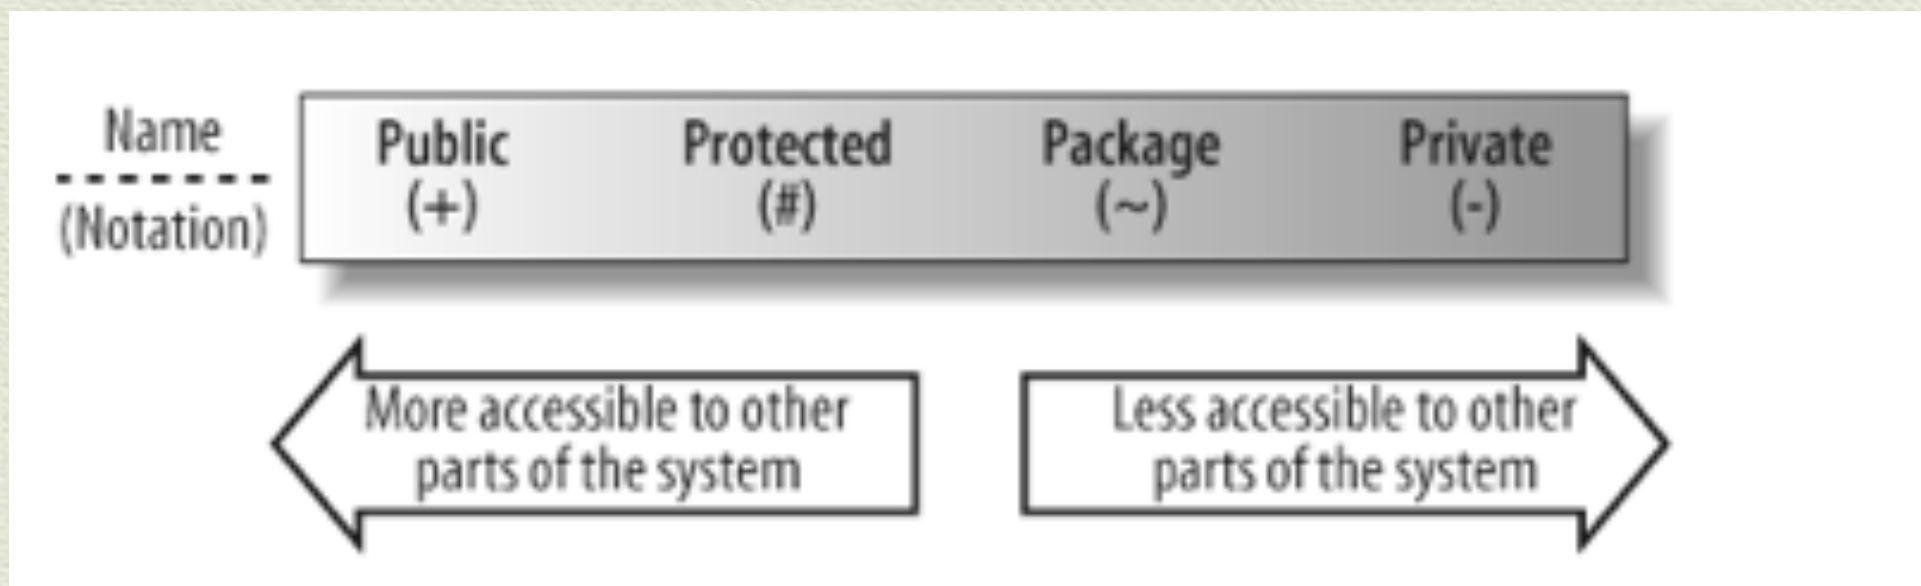 Name
(Notation)
Public
(+)
Protected
(#)
Package
(~)
Private
(-)
More accessible to other
parts of the system
Less accessible to other
parts of the system